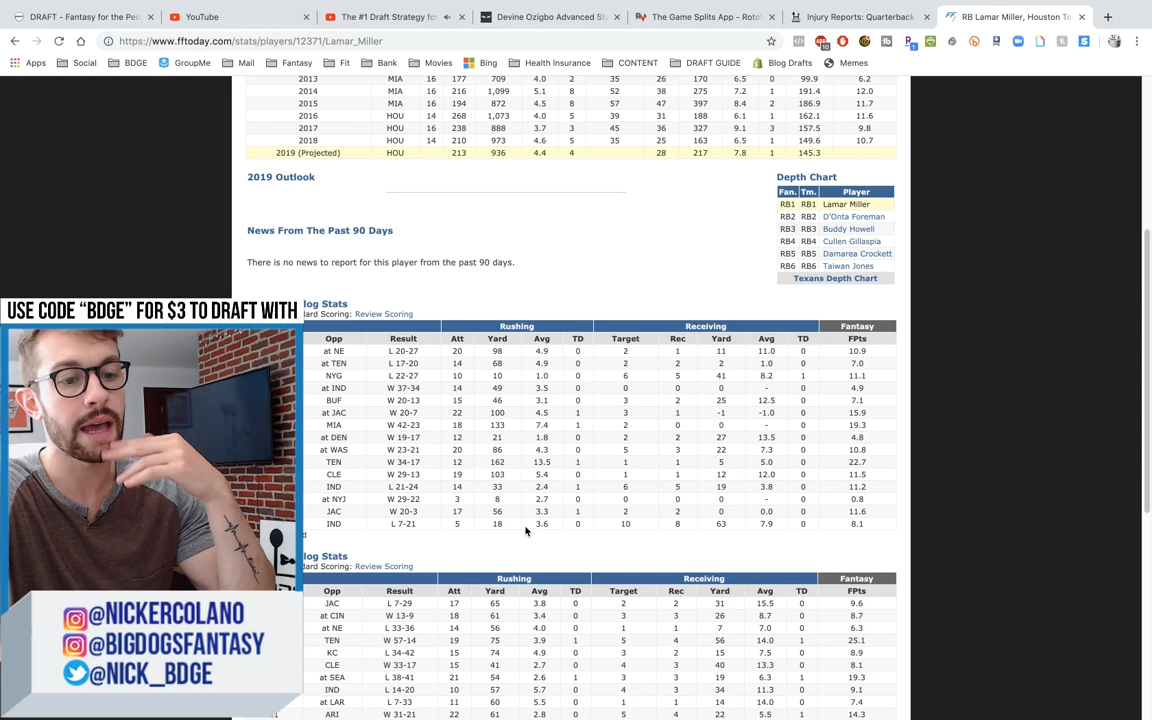 DRAFT - Fantasy for the Peo
YouTube
The #1 Draft Strategy for
Devine Ozigbo Advanced Sta
The Game Splits App - RotoV
Injury Reports: Quarterback
RB Lamar Miller, Houston Te
https://www.fftoday.com/stats/players/12371/Lamar_Miller
Apps Social BDGE GroupMe Mail Fantasy Fit Bank Movies Bing Health Insurance CONTENT DRAFT GUIDE Blog Drafts Memes
2013 MIA 16 177 709 4.0 2 35 26 170 6.5 0 99.9 6.2
2014 MIA 16 216 1,099 5.1 8 52 38 275 7.2 1 191.4 12.0
2015 MIA 16 194 872 4.5 8 57 47 397 8.4 2 186.9 11.7
2016 HOU 14 268 1,073 4.0 5 39 31 188 6.1 1 162.1 11.6
2017 HOU 16 238 888 3.7 3 45 36 327 9.1 3 157.5 9.8
2018 HOU 14 210 973 4.6 5 35 25 163 6.5 1 149.6 10.7
2019 (Projected) HOU 213 936 4.4 4 28 217 7.8 1 145.3
2019 Outlook
News From The Past 90 Days
There is no news to report for this player from the past 90 days.
Depth Chart
Fan. Tm. Player
RB1 RB1 Lamar Miller
RB2 RB2 D'Onta Foreman
RB3 RB3 Buddy Howell
RB4 RB4 Cullen Gillaspia
RB5 RB5 Damarea Crockett
RB6 RB6 Taiwan Jones
Texans Depth Chart
log Stats
dard Scoring: Review Scoring
Rushing Receiving Fantasy
Opp Result Att Yard Avg TD Target Rec Yard Avg TD FPts
at NE L 20-27 20 98 4.9 0 2 1 11 11.0 0 10.9
at TEN L 17-20 14 68 4.9 0 2 2 2 1.0 0 7.0
NYG L 22-27 10 10 1.0 0 6 5 41 8.2 1 11.1
at IND W 37-34 14 49 3.5 0 0 0 0 - 0 4.9
BUF W 20-13 15 46 3.1 0 3 2 25 12.5 0 7.1
at JAC W 20-7 22 100 4.5 1 3 1 -1 -1.0 0 15.9
MIA W 42-23 18 133 7.4 1 2 0 0 - 0 19.3
at DEN W 19-17 12 21 1.8 0 2 2 27 13.5 0 4.8
at WAS W 23-21 20 86 4.3 0 5 3 22 7.3 0 10.8
TEN W 34-17 12 162 13.5 1 1 1 5 5.0 0 22.7
CLE W 29-13 19 103 5.4 0 1 1 12 12.0 0 11.5
IND L 21-24 14 33 2.4 1 6 5 19 3.8 0 11.2
at NYJ W 29-22 3 8 2.7 0 0 0 0 - 0 0.8
JAC W 20-3 17 56 3.3 1 2 2 0 0.0 0 11.6
IND L 7-21 5 18 3.6 0 10 8 63 7.9 0 8.1
d
log Stats
dard Scoring: Review Scoring
Rushing Receiving Fantasy
Opp Result Att Yard Avg TD Target Rec Yard Avg TD FPts
JAC L 7-29 17 65 3.8 0 2 2 31 15.5 0 9.6
at CIN W 13-9 18 61 3.4 0 3 3 26 8.7 0 8.7
at NE L 33-36 14 56 4.0 0 1 1 7 7.0 0 6.3
TEN W 57-14 19 75 3.9 1 5 4 56 14.0 1 25.1
KC L 34-42 15 74 4.9 0 3 2 15 7.5 0 8.9
CLE W 33-17 15 41 2.7 0 4 3 40 13.3 0 8.1
at SEA L 38-41 21 54 2.6 1 3 3 19 6.3 1 19.3
IND L 14-20 10 57 5.7 0 4 3 34 11.3 0 9.1
at LAR L 7-33 11 60 5.5 0 1 1 14 14.0 0 7.4
ARI W 31-21 22 61 2.8 0 5 4 22 5.5 1 14.3
USE CODE "BDGE" FOR $3 TO DRAFT WITH
@NICKERCOLANO
@BIGDOGSFANTASY
@NICK__BDGE